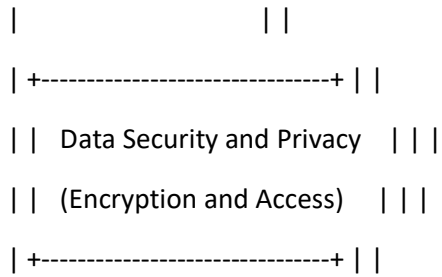 |                           | |
| +--------------------------------+ | |
| |   Data Security and Privacy   | | |
| |   (Encryption and Access)    | | |
| +--------------------------------+ | |